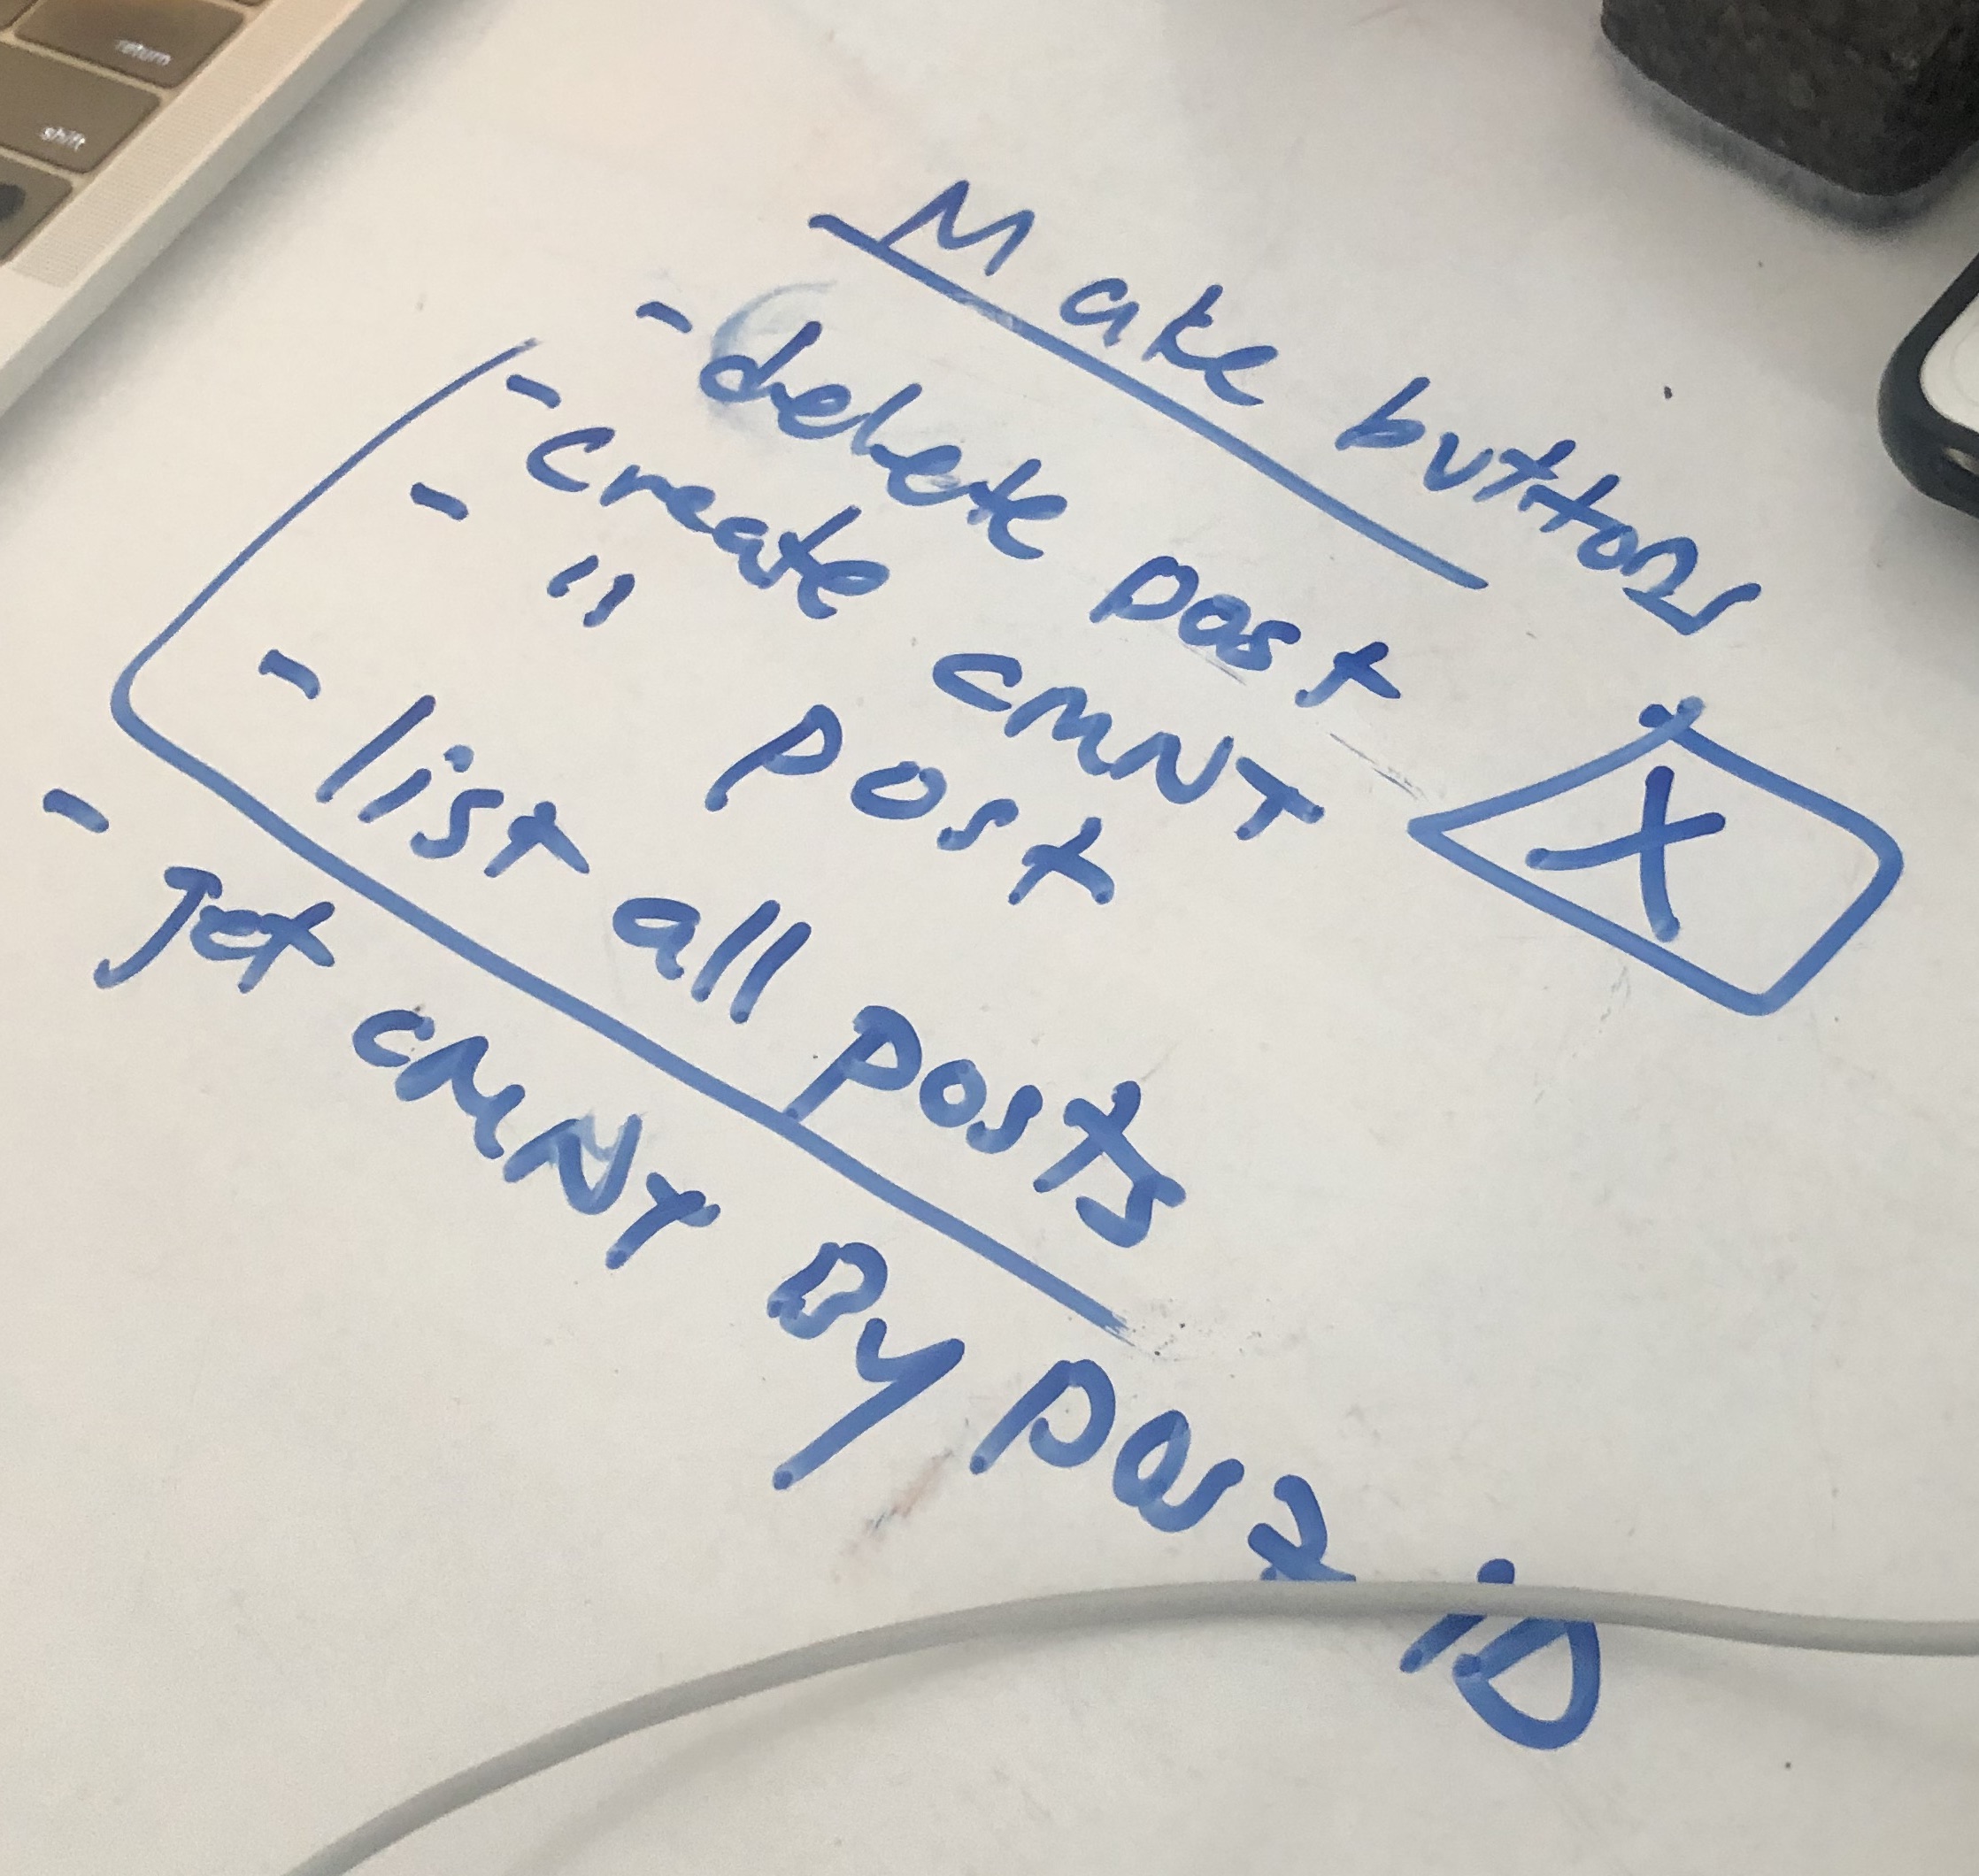 return
shift
Make buttons
- delete post
- create CMNT X
- " post
- list all posts
- get CMNT By post iD